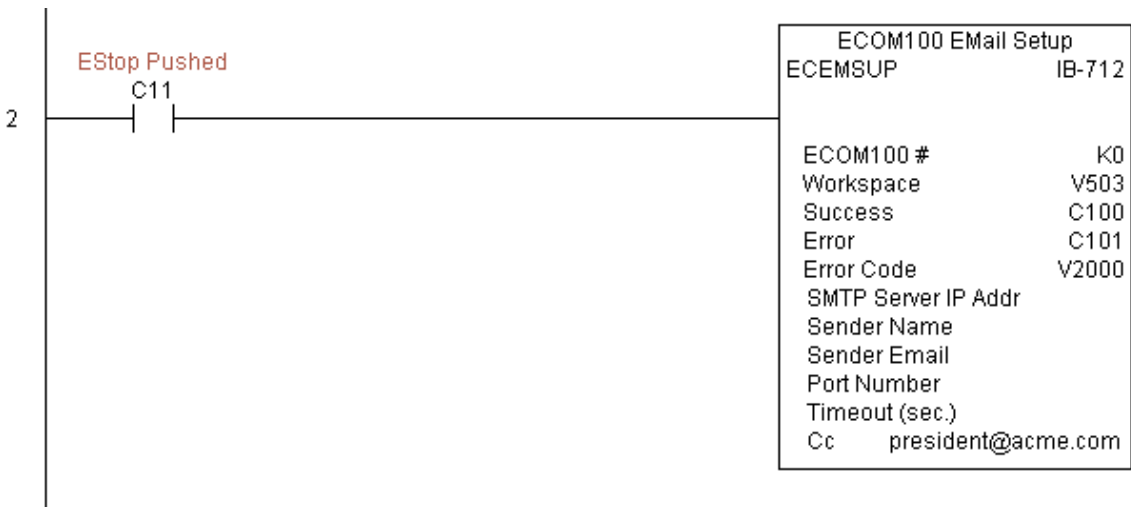 EStop Pushed
C11
2
ECOM100 EMail Setup
ECEMSUP IB-712
ECOM100 # K0
Workspace V503
Success C100
Error C101
Error Code V2000
SMTP Server IP Addr
Sender Name
Sender Email
Port Number
Timeout (sec.)
Cc president@acme.com